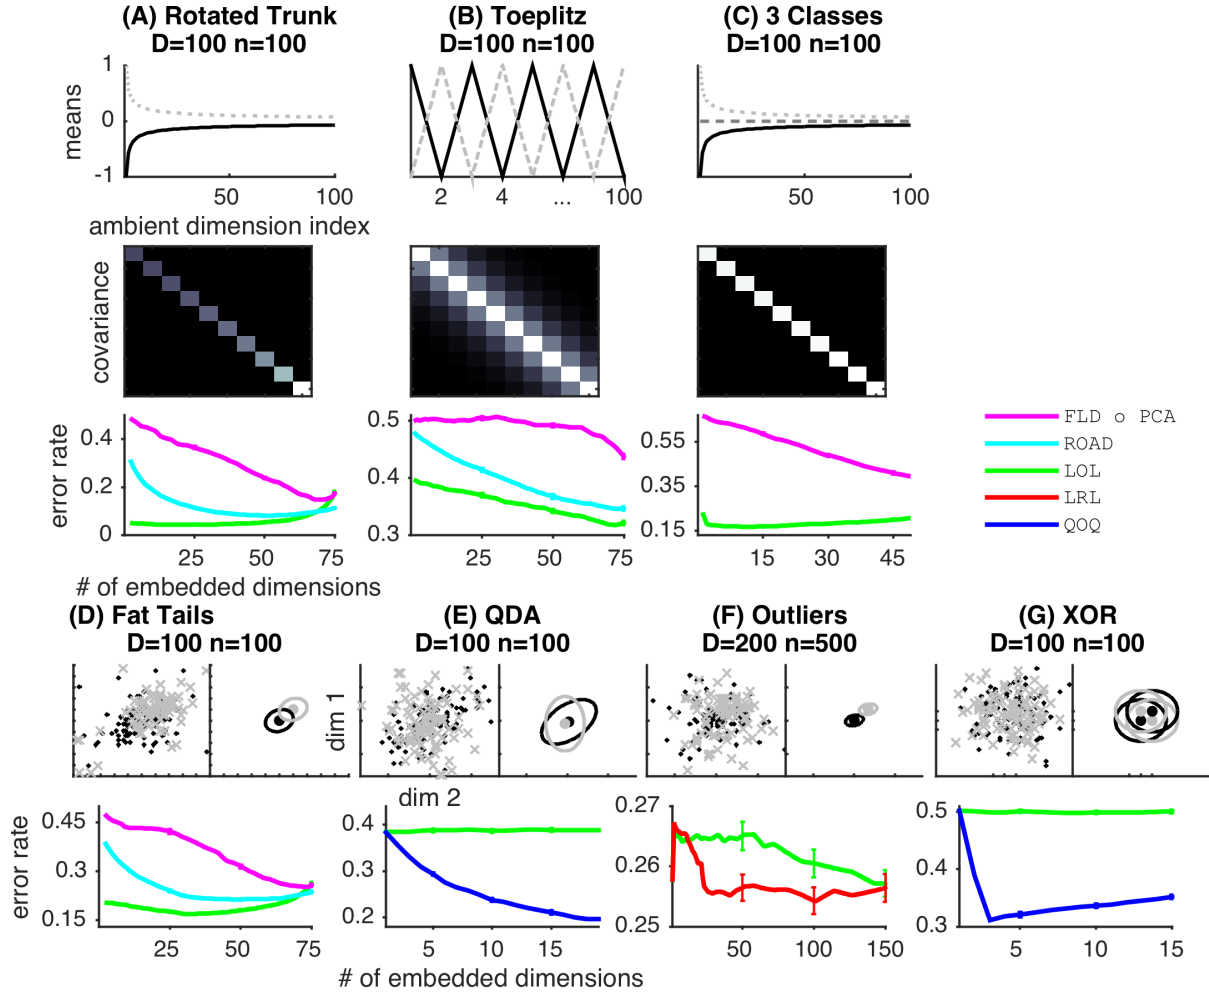 (A) Rotated Trunk
D=100 n=100
(B) Toeplitz
D=100 n=100
(C) 3 Classes
D=100 n=100
means
1
0
-1
50
100
2
4
...
100
50
100
ambient dimension index
covariance
error rate
0.4
0.2
0
25
50
75
0.5
0.4
0.3
25
50
75
0.55
0.35
0.15
15
30
45
FLD o PCA
ROAD
LOL
LRL
QOQ
# of embedded dimensions
(D) Fat Tails
D=100 n=100
(E) QDA
D=100 n=100
(F) Outliers
D=200 n=500
(G) XOR
D=100 n=100
dim 1
dim 2
error rate
0.45
0.3
0.15
25
50
75
0.4
0.3
0.2
5
10
15
0.27
0.26
0.25
50
100
150
0.5
0.4
0.3
5
10
15
# of embedded dimensions